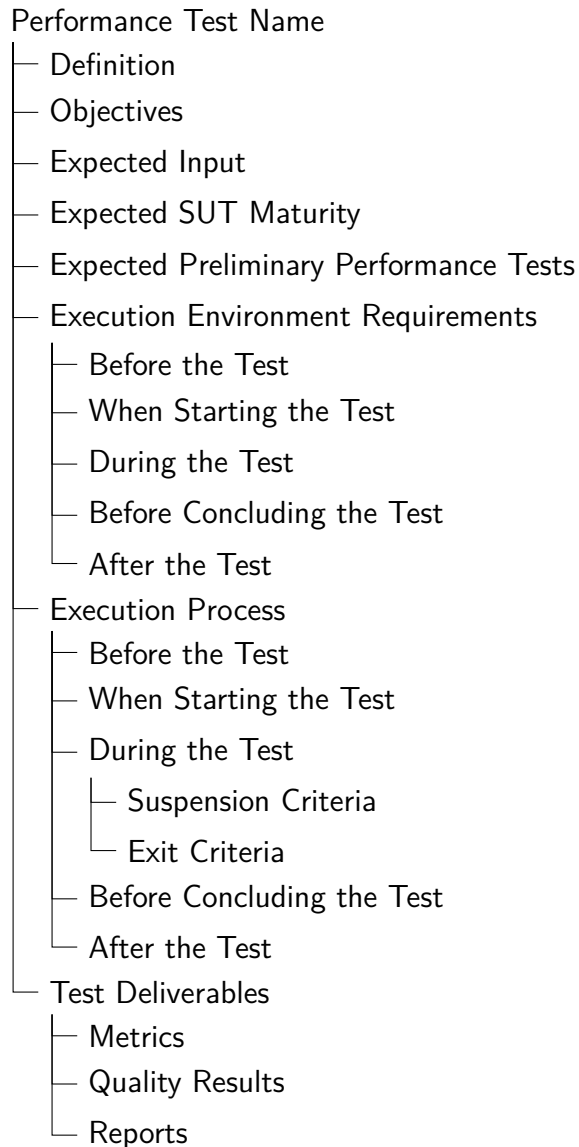 Performance Test Name
Definition
Objectives
Expected Input
Expected SUT Maturity
Expected Preliminary Performance Tests
Execution Environment Requirements
Before the Test
When Starting the Test
During the Test
Before Concluding the Test
After the Test
Execution Process
Before the Test
When Starting the Test
During the Test
Suspension Criteria
Exit Criteria
Before Concluding the Test
After the Test
Test Deliverables
Metrics
Quality Results
Reports